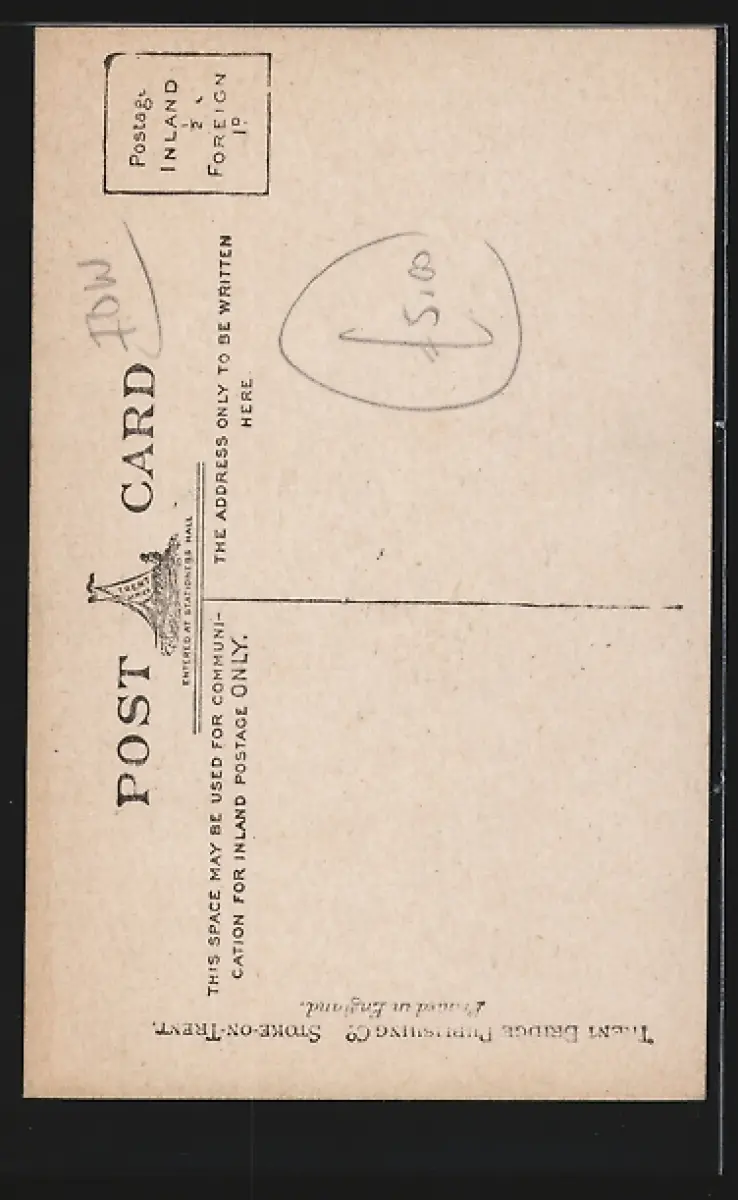 Postage
INLAND
½
FOREIGN
1D.
POST CARD
TRENT
ENTERED AT STATIONERS HALL
THIS SPACE MAY BE USED FOR COMMUNI-
CATION FOR INLAND POSTAGE ONLY.
THE ADDRESS ONLY TO BE WRITTEN
HERE
£5.00
TRENT BRIDGE PUBLISHING Co. STOKE-ON-TRENT.
Printed in England.